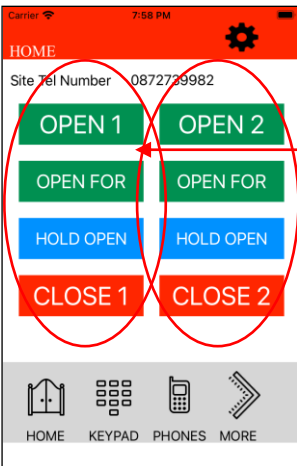 Carrier 7:58 PM
HOME
Site Tel Number 0872739982
OPEN 1 OPEN 2
OPEN FOR OPEN FOR
HOLD OPEN HOLD OPEN
CLOSE 1 CLOSE 2
HOME KEYPAD PHONES MORE